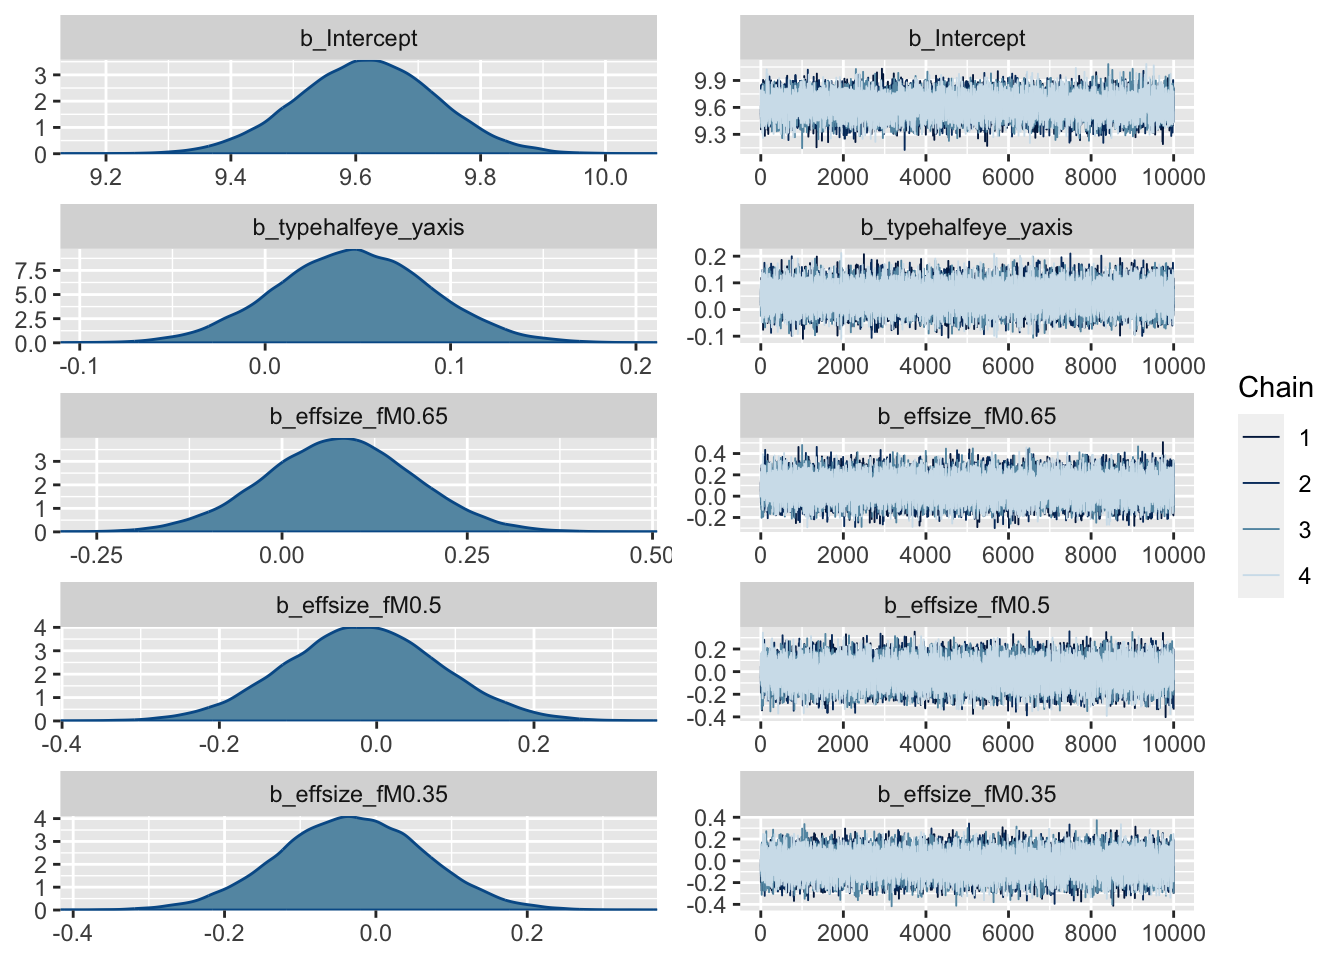 b_Intercept
3
2
1
0
9.2 9.4 9.6 9.8 10.0
b_Intercept
9.9
9.6
9.3
0 2000 4000 6000 8000 10000
b_typehalfeye_yaxis
7.5
5.0
2.5
0.0
-0.1 0.0 0.1 0.2
b_typehalfeye_yaxis
0.2
0.1
0.0
-0.1
0 2000 4000 6000 8000 10000
b_effsize_fM0.65
3
2
1
0
-0.25 0.00 0.25 0.50
b_effsize_fM0.65
0.4
0.2
0.0
-0.2
0 2000 4000 6000 8000 10000
b_effsize_fM0.5
4
3
2
1
0
-0.4 -0.2 0.0 0.2
b_effsize_fM0.5
0.2
0.0
-0.2
-0.4
0 2000 4000 6000 8000 10000
b_effsize_fM0.35
4
3
2
1
0
-0.4 -0.2 0.0 0.2
b_effsize_fM0.35
0.4
0.2
0.0
-0.2
-0.4
0 2000 4000 6000 8000 10000
Chain
1
2
3
4